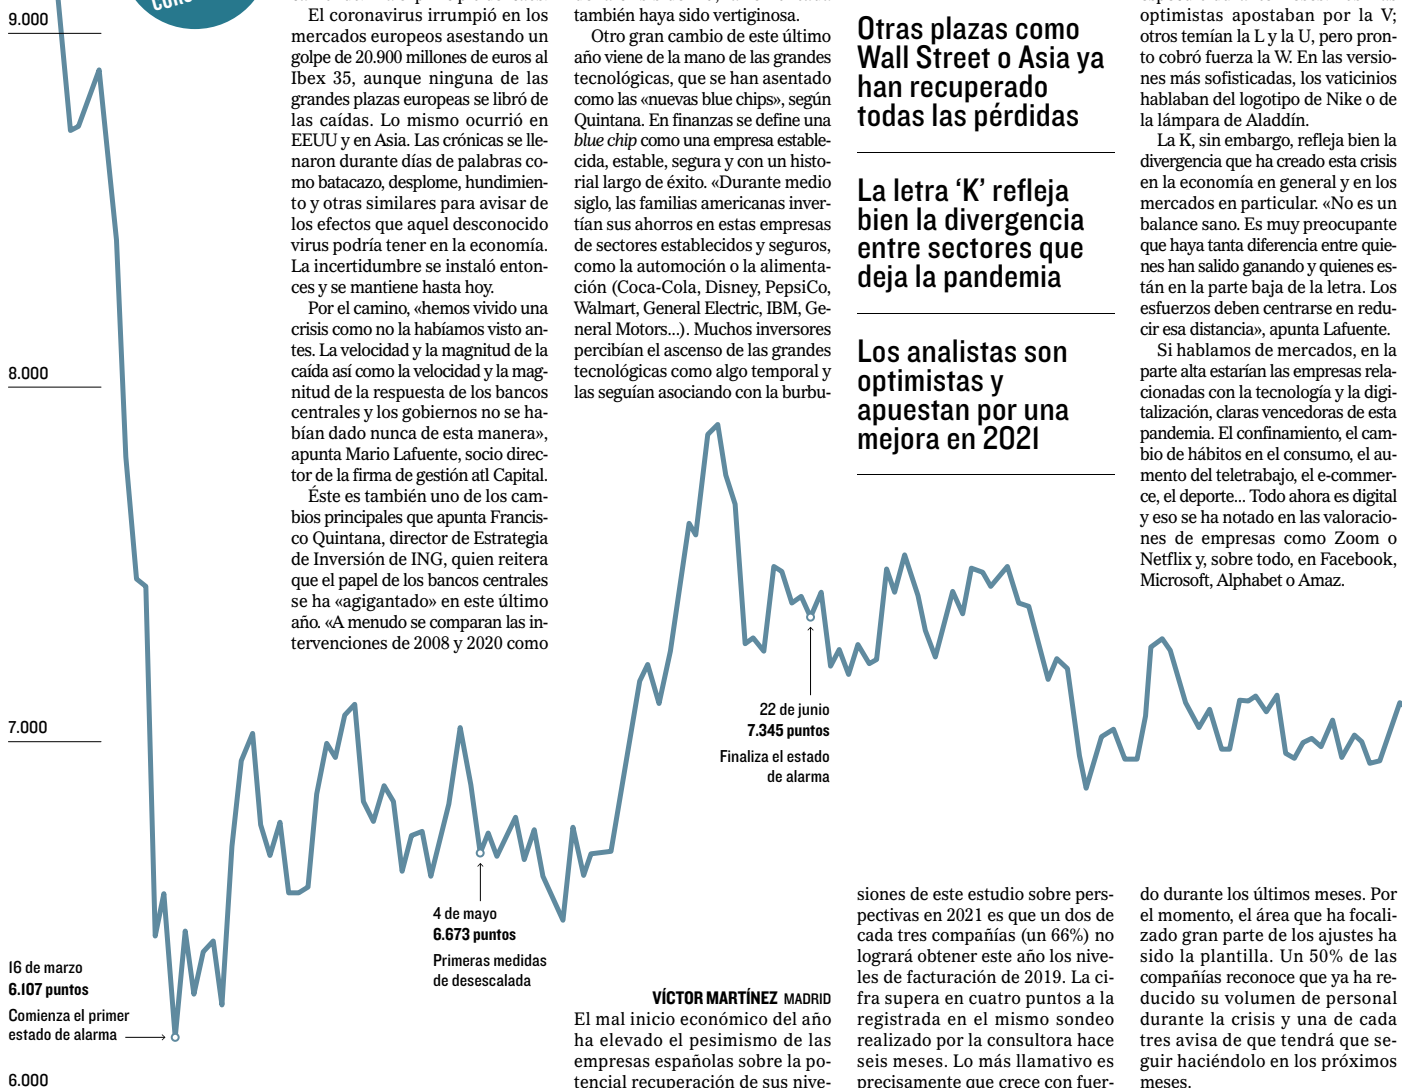 9.000
El coronavirus irrumpió en los
mercados europeos asestando un
golpe de 20.900 millones de euros al
Ibex 35, aunque ninguna de las
grandes plazas europeas se libró de
las caídas. Lo mismo ocurrió en
EEUU y en Asia. Las crónicas se lle-
naron durante días de palabras co-
mo batacazo, desplome, hundimien-
to y otras similares para avisar de
los efectos que aquel desconocido
virus podría tener en la economía.
La incertidumbre se instaló enton-
ces y se mantiene hasta hoy.
Por el camino, «hemos vivido una
crisis como no la habíamos visto an-
tes. La velocidad y la magnitud de la
caída así como la velocidad y la mag-
nitud de la respuesta de los bancos
centrales y los gobiernos no se ha-
bían dado nunca de esta manera»,
apunta Mario Lafuente, socio direc-
tor de la firma de gestión atl Capital.
Éste es también uno de los cam-
bios principales que apunta Francis-
co Quintana, director de Estrategia
de Inversión de ING, quien reitera
que el papel de los bancos centrales
se ha «agigantado» en este último
año. «A menudo se comparan las in-
tervenciones de 2008 y 2020 como
también haya sido vertiginosa.
Otro gran cambio de este último
año viene de la mano de las grandes
tecnológicas, que se han asentado
como las «nuevas blue chips», según
Quintana. En finanzas se define una
blue chip como una empresa estable-
cida, estable, segura y con un histo-
rial largo de éxito. «Durante medio
siglo, las familias americanas inver-
tían sus ahorros en estas empresas
de sectores establecidos y seguros,
como la automoción o la alimenta-
ción (Coca-Cola, Disney, PepsiCo,
Walmart, General Electric, IBM, Ge-
neral Motors...). Muchos inversores
percibían el ascenso de las grandes
tecnológicas como algo temporal y
las seguían asociando con la burbu-
Otras plazas como
Wall Street o Asia ya
han recuperado
todas las pérdidas
La letra ‘K’ refleja
bien la divergencia
entre sectores que
deja la pandemia
Los analistas son
optimistas y
apuestan por una
mejora en 2021
optimistas apostaban por la V;
otros temían la L y la U, pero pron-
to cobró fuerza la W. En las versio-
nes más sofisticadas, los vaticinios
hablaban del logotipo de Nike o de
la lámpara de Aladdín.
La K, sin embargo, refleja bien la
divergencia que ha creado esta crisis
en la economía en general y en los
mercados en particular. «No es un
balance sano. Es muy preocupante
que haya tanta diferencia entre quie-
nes han salido ganando y quienes es-
tán en la parte baja de la letra. Los
esfuerzos deben centrarse en redu-
cir esa distancia», apunta Lafuente.
Si hablamos de mercados, en la
parte alta estarían las empresas rela-
cionadas con la tecnología y la digi-
talización, claras vencedoras de esta
pandemia. El confinamiento, el cam-
bio de hábitos en el consumo, el au-
mento del teletrabajo, el e-commer-
ce, el deporte... Todo ahora es digital
y eso se ha notado en las valoracio-
nes de empresas como Zoom o
Netflix y, sobre todo, en Facebook,
Microsoft, Alphabet o Amaz.
8.000
7.000
22 de junio
7.345 puntos
Finaliza el estado
de alarma
4 de mayo
6.673 puntos
Primeras medidas
de desescalada
16 de marzo
6.107 puntos
Comienza el primer
estado de alarma
6.000
VÍCTOR MARTÍNEZ MADRID
El mal inicio económico del año
ha elevado el pesimismo de las
empresas españolas sobre la po-
tencial recuperación de sus nive-
siones de este estudio sobre pers-
pectivas en 2021 es que un dos de
cada tres compañías (un 66%) no
logrará obtener este año los nive-
les de facturación de 2019. La ci-
fra supera en cuatro puntos a la
registrada en el mismo sondeo
realizado por la consultora hace
seis meses. Lo más llamativo es
precisamente que crece con fuer-
do durante los últimos meses. Por
el momento, el área que ha focali-
zado gran parte de los ajustes ha
sido la plantilla. Un 50% de las
compañías reconoce que ya ha re-
ducido su volumen de personal
durante la crisis y una de cada
tres avisa de que tendrá que se-
guir haciéndolo en los próximos
meses.